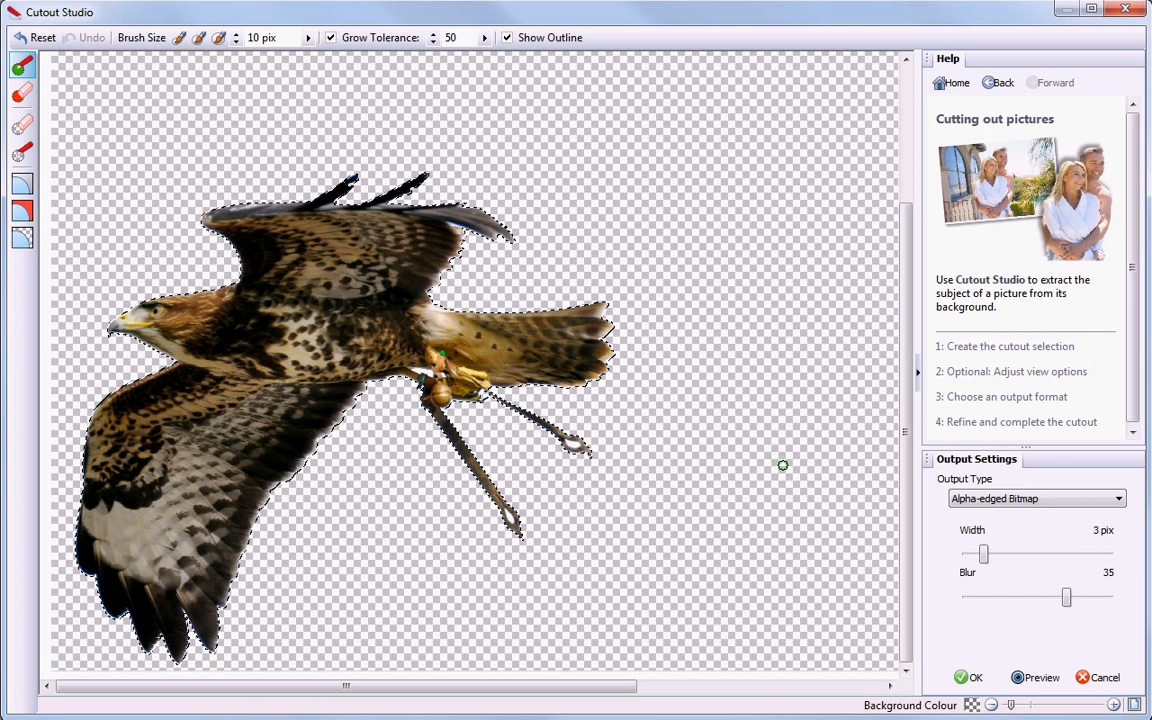 Cutout Studio
Reset Undo Brush Size 10 pix Grow Tolerance: 50 Show Outline
Help
Home Back Forward
Cutting out pictures
Use Cutout Studio to extract the
subject of a picture from its
background.
1: Create the cutout selection
2: Optional: Adjust view options
3: Choose an output format
4: Refine and complete the cutout
Output Settings
Output Type
Alpha-edged Bitmap
Width 3 pix
Blur 35
OK Preview Cancel
Background Colour